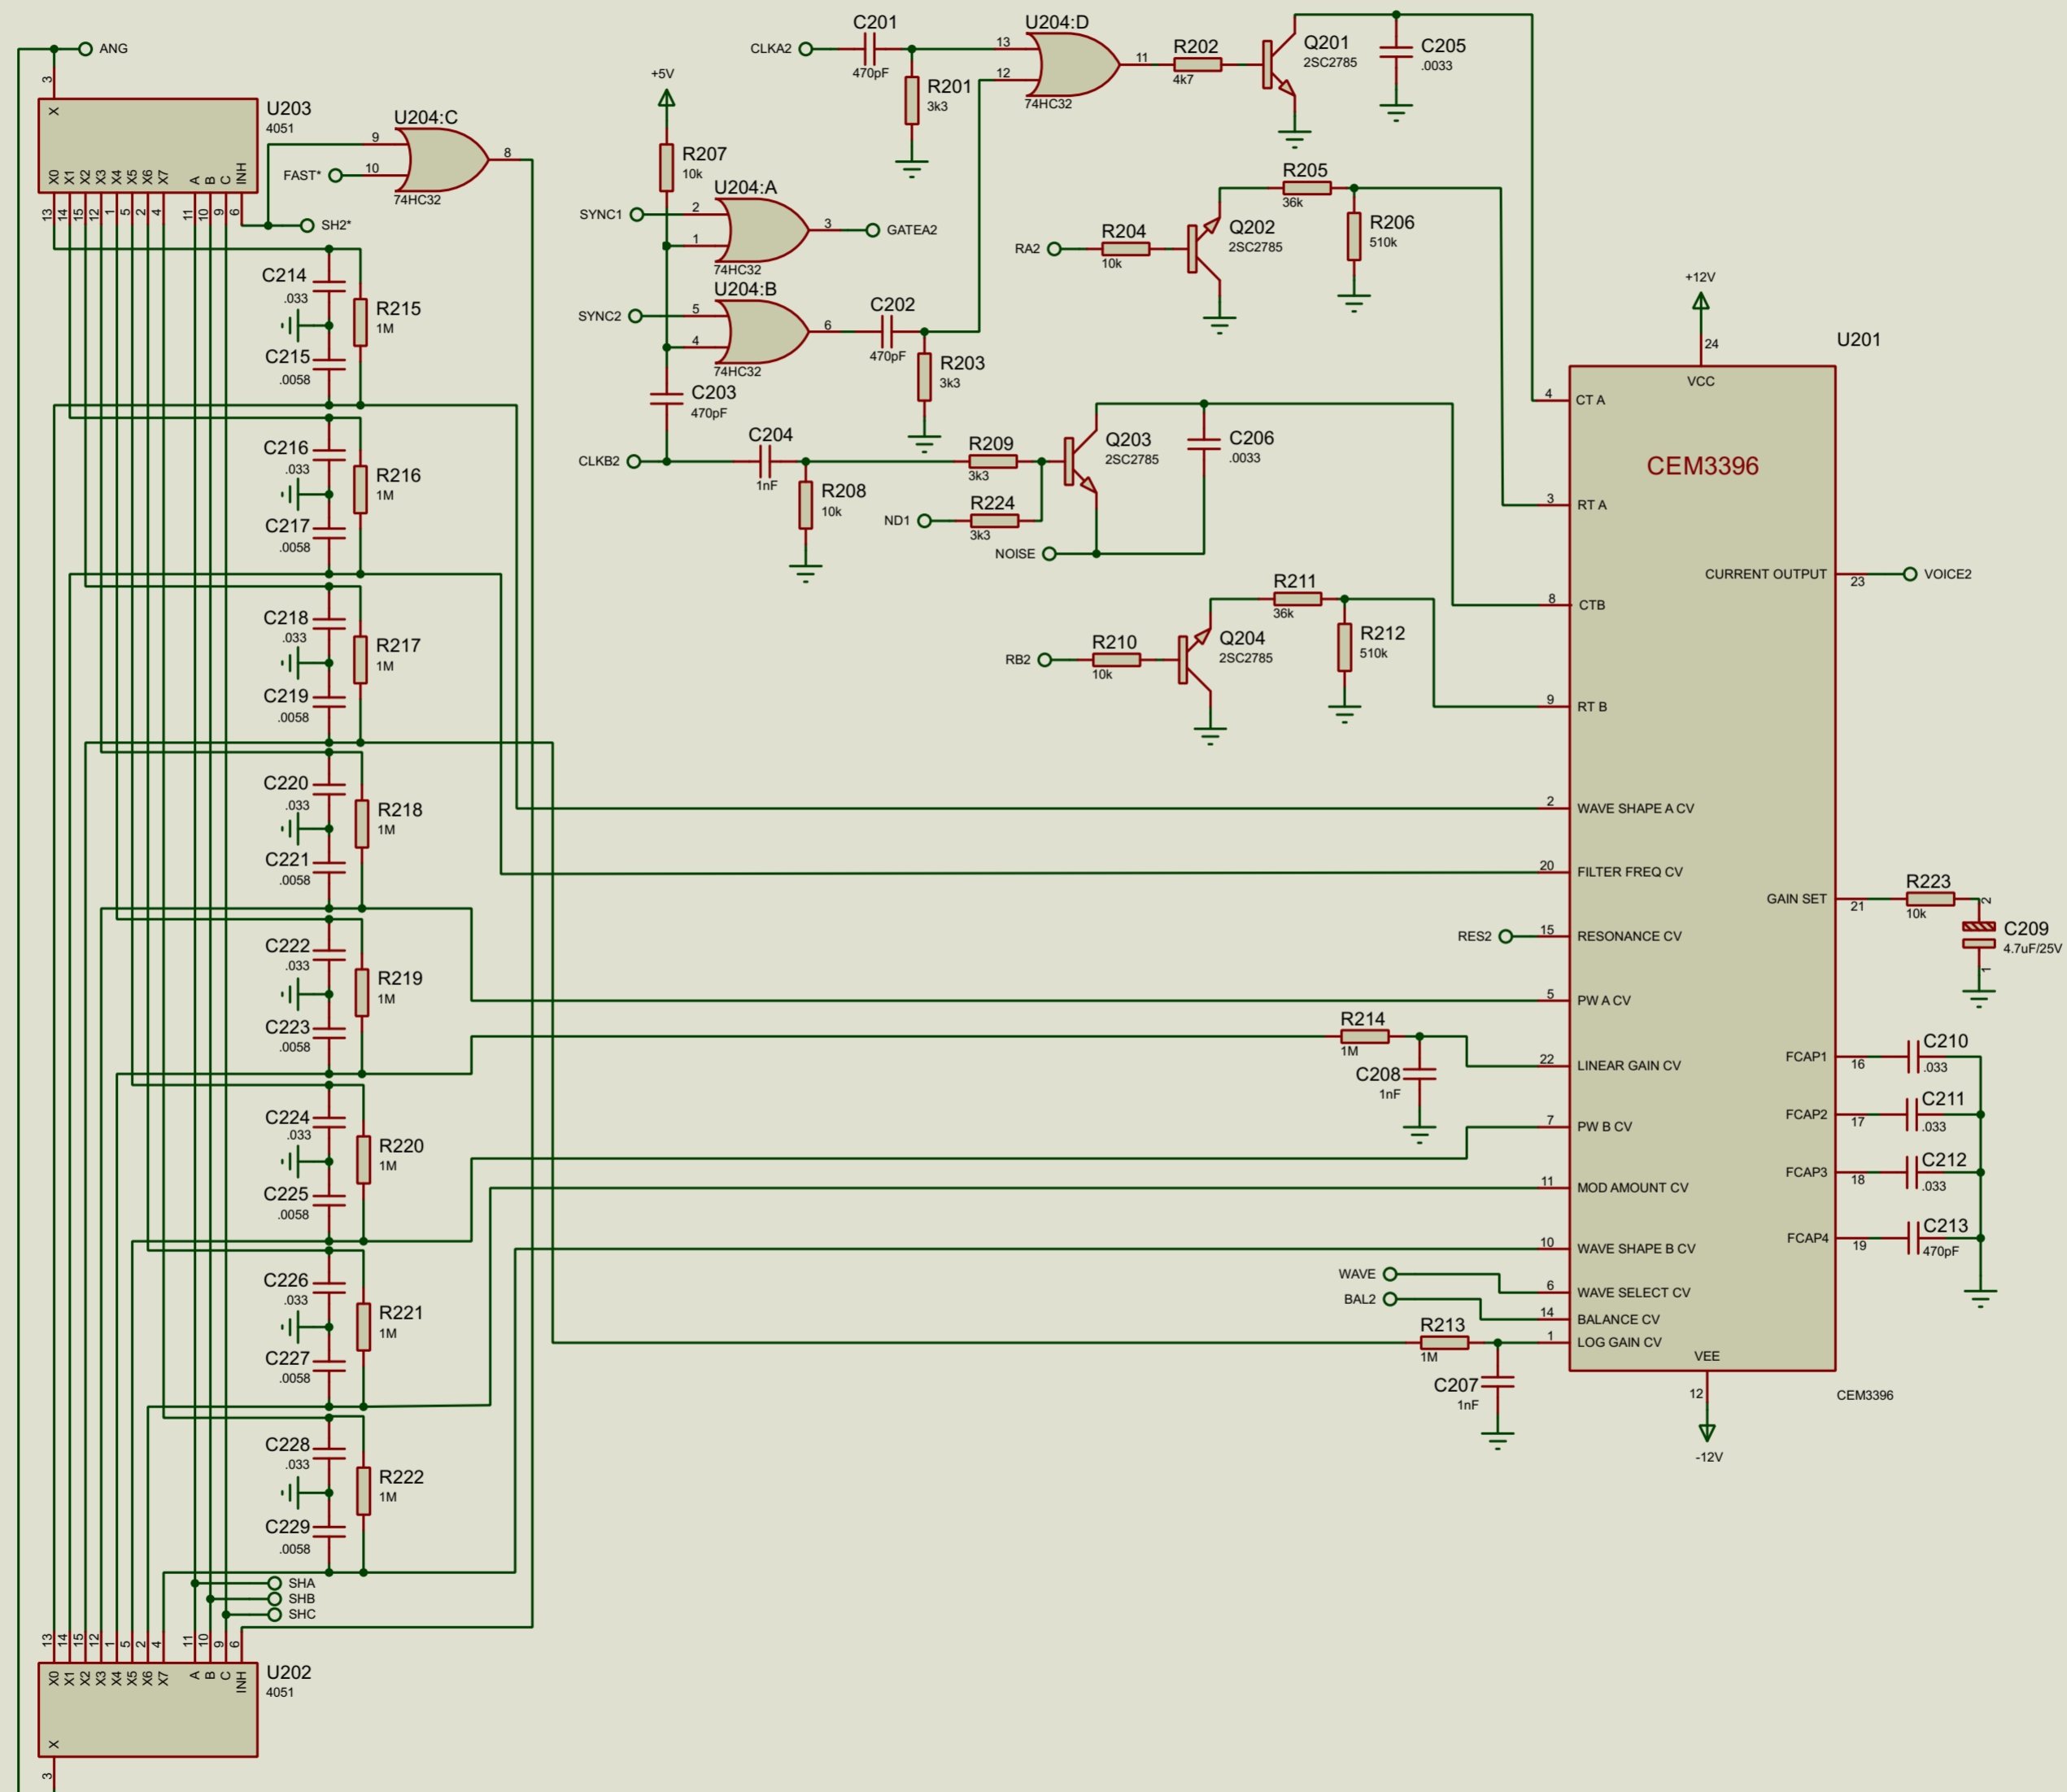 ANG
3
X
X0
X1
X2
X3
X4
X5
X6
X7
A
B
C
INH
U203
4051
13
14
15
12
1
5
2
4
11
10
9
6
SH2*
U204:C
9
10
8
FAST*
74HC32
C214
.033
C215
.0058
R215
1M
C216
.033
C217
.0058
R216
1M
C218
.033
C219
.0058
R217
1M
C220
.033
C221
.0058
R218
1M
C222
.033
C223
.0058
R219
1M
C224
.033
C225
.0058
R220
1M
C226
.033
C227
.0058
R221
1M
C228
.033
C229
.0058
R222
1M
SHA
SHB
SHC
13
14
15
12
1
5
2
4
11
10
9
6
X0
X1
X2
X3
X4
X5
X6
X7
A
B
C
INH
U202
4051
X
3
+5V
R207
10k
U204:A
SYNC1
2
1
3
GATEA2
74HC32
U204:B
SYNC2
5
4
6
74HC32
C202
470pF
R203
3k3
C203
470pF
CLKB2
C204
1nF
R208
10k
CLKA2
C201
470pF
R201
3k3
U204:D
13
12
11
74HC32
R202
4k7
Q201
2SC2785
C205
.0033
RA2
R204
10k
Q202
2SC2785
R205
36k
R206
510k
R209
3k3
ND1
R224
3k3
NOISE
Q203
2SC2785
C206
.0033
RB2
R210
10k
Q204
2SC2785
R211
36k
R212
510k
+12V
24
VCC
U201
CEM3396
4
CT A
3
RT A
8
CTB
9
RT B
2
WAVE SHAPE A CV
20
FILTER FREQ CV
RES2
15
RESONANCE CV
5
PW A CV
R214
1M
C208
1nF
22
LINEAR GAIN CV
7
PW B CV
11
MOD AMOUNT CV
10
WAVE SHAPE B CV
WAVE
6
WAVE SELECT CV
BAL2
14
BALANCE CV
R213
1M
C207
1nF
1
LOG GAIN CV
VEE
12
-12V
CEM3396
CURRENT OUTPUT
23
VOICE2
GAIN SET
21
R223
10k
2
C209
4.7uF/25V
1
FCAP1
16
C210
.033
FCAP2
17
C211
.033
FCAP3
18
C212
.033
FCAP4
19
C213
470pF